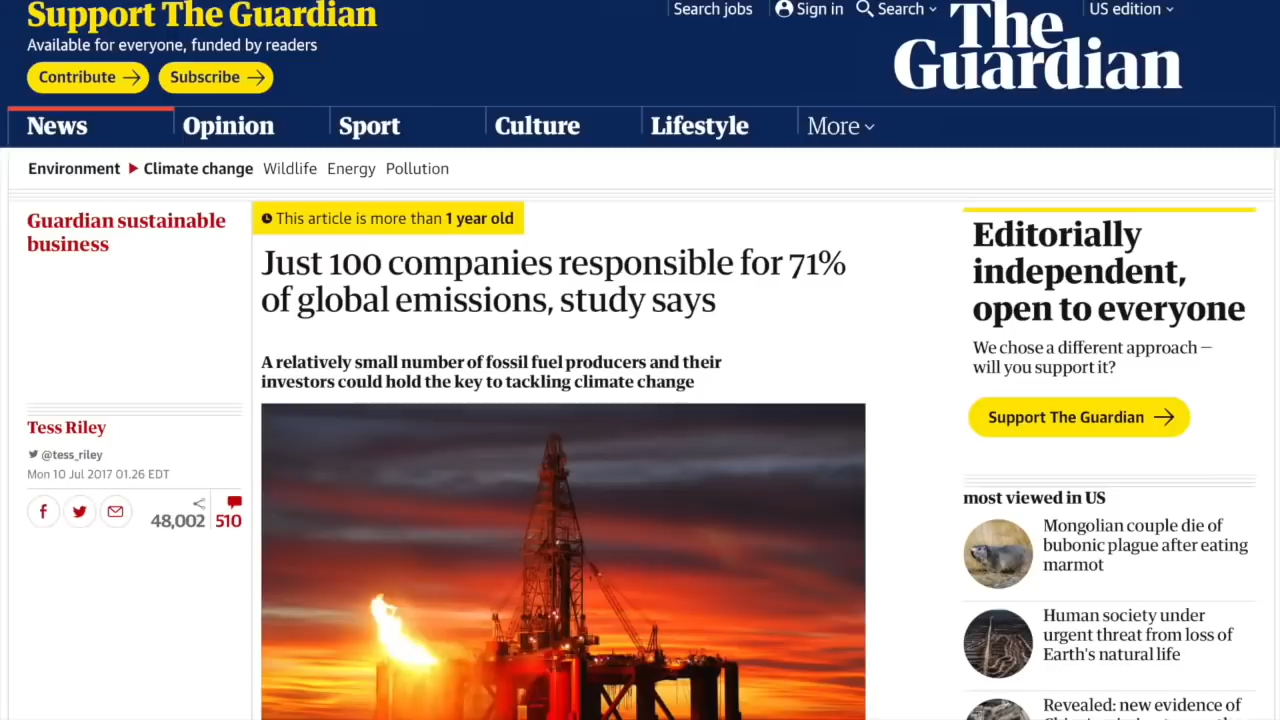 Support The Guardian
Available for everyone, funded by readers
Contribute
Subscribe
Search jobs
Sign in
Search
US edition
The
Guardian
News
Opinion
Sport
Culture
Lifestyle
More
Environment
Climate change
Wildlife
Energy
Pollution
Guardian sustainable
business
This article is more than 1 year old
Just 100 companies responsible for 71%
of global emissions, study says
A relatively small number of fossil fuel producers and their
investors could hold the key to tackling climate change
Tess Riley
@tess_riley
Mon 10 Jul 2017 01.26 EDT
48,002
510
Editorially
independent,
open to everyone
We chose a different approach —
will you support it?
Support The Guardian
most viewed in US
Mongolian couple die of
bubonic plague after eating
marmot
Human society under
urgent threat from loss of
Earth's natural life
Revealed: new evidence of